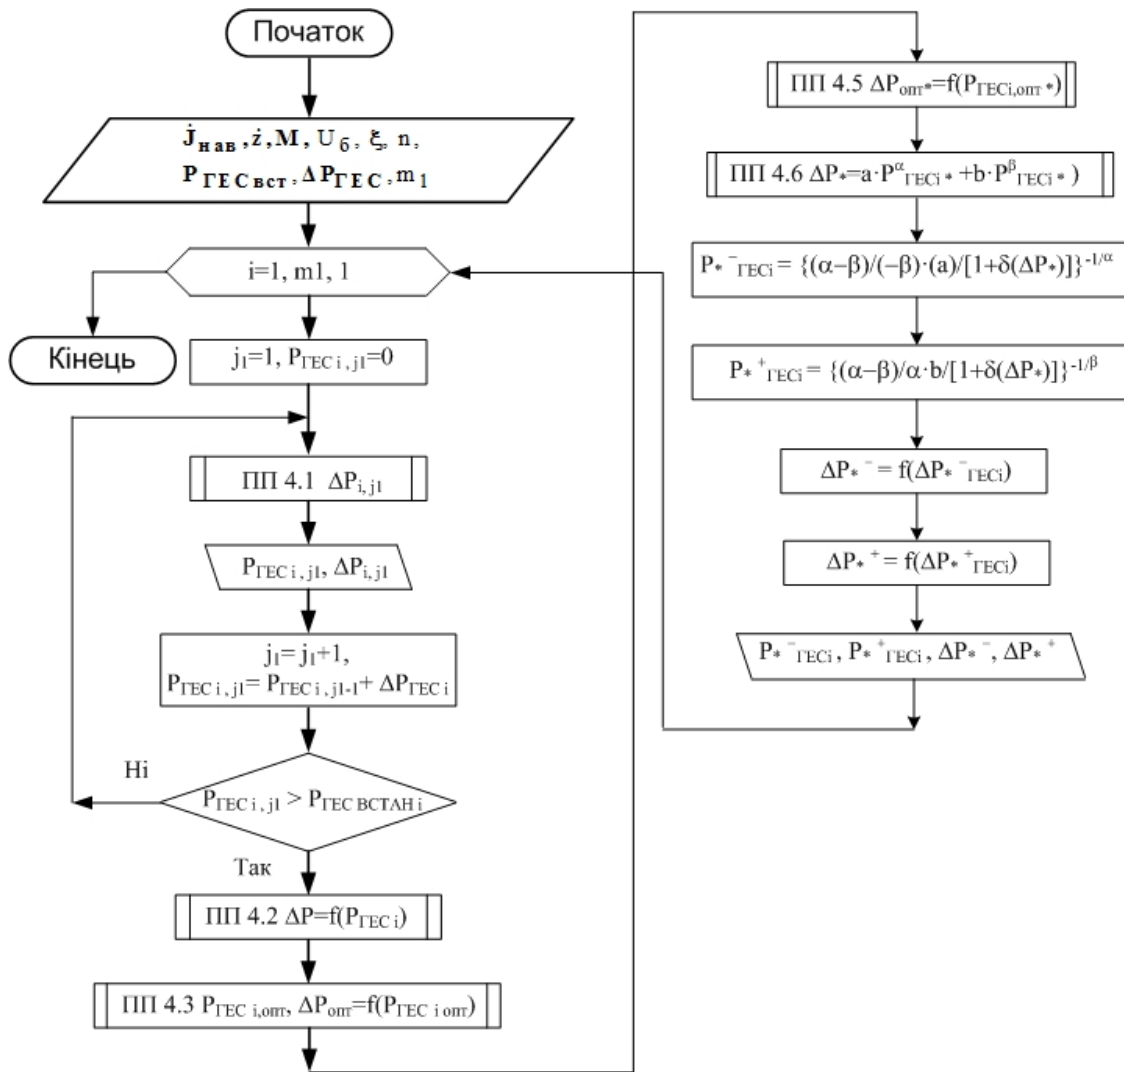 Початок
J̇нав, ż, M, Uб, ξ, n,
PГЕС вст, ΔPГЕС, m1
i=1, m1, 1
Кінець
j1=1, PГЕС i, j1=0
ПП 4.1 ΔPi, j1
PГЕС i, j1, ΔPi, j1
j1= j1+1,
PГЕС i, j1= PГЕС i, j1-1+ ΔPГЕС i
Ні
PГЕС i, j1 > PГЕС ВСТАН i
Так
ПП 4.2 ΔP=f(PГЕС i)
ПП 4.3 PГЕС i,опт, ΔPопт=f(PГЕС i опт)
ПП 4.5 ΔPопт*=f(PГЕСi,опт *)
ПП 4.6 ΔP*=a·P^α ГЕСi * +b·P^β ГЕСi * )
P* ⁻ГЕСi = {(α−β)/(−β)·(a)/[1+δ(ΔP*)]}^-1/α
P* ⁺ГЕСi = {(α−β)/α·b/[1+δ(ΔP*)]}^-1/β
ΔP* ⁻ = f(ΔP* ⁻ГЕСi)
ΔP* ⁺ = f(ΔP* ⁺ГЕСi)
P* ⁻ГЕСi, P* ⁺ГЕСi, ΔP* ⁻, ΔP* ⁺